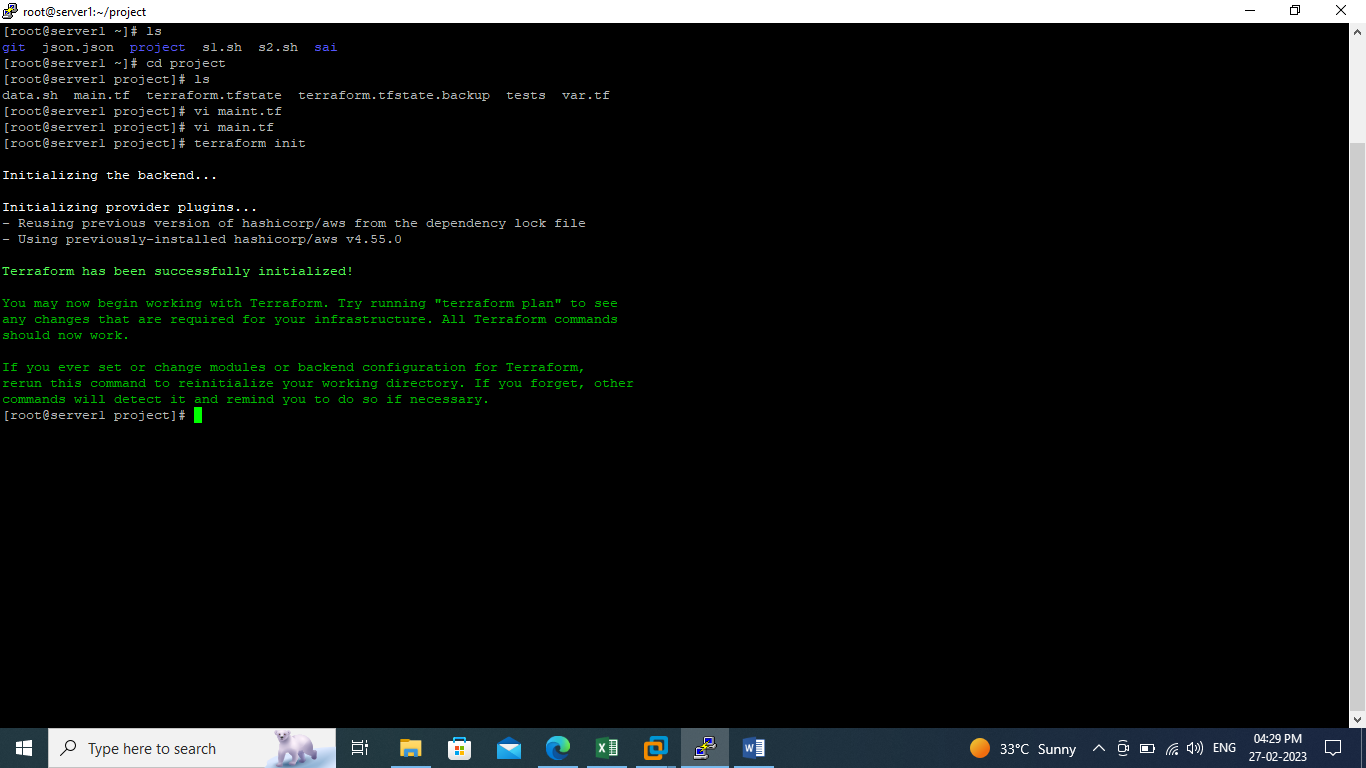 root@server1:~/project
[root@server1 ~]# ls
git  json.json  project  s1.sh  s2.sh  sai
[root@server1 ~]# cd project
[root@server1 project]# ls
data.sh  main.tf  terraform.tfstate  terraform.tfstate.backup  tests  var.tf
[root@server1 project]# vi maint.tf
[root@server1 project]# vi main.tf
[root@server1 project]# terraform init
Initializing the backend...
Initializing provider plugins...
- Reusing previous version of hashicorp/aws from the dependency lock file
- Using previously-installed hashicorp/aws v4.55.0
Terraform has been successfully initialized!
You may now begin working with Terraform. Try running "terraform plan" to see
any changes that are required for your infrastructure. All Terraform commands
should now work.
If you ever set or change modules or backend configuration for Terraform,
rerun this command to reinitialize your working directory. If you forget, other
commands will detect it and remind you to do so if necessary.
[root@server1 project]#
Type here to search
33°C Sunny
ENG
04:29 PM
27-02-2023